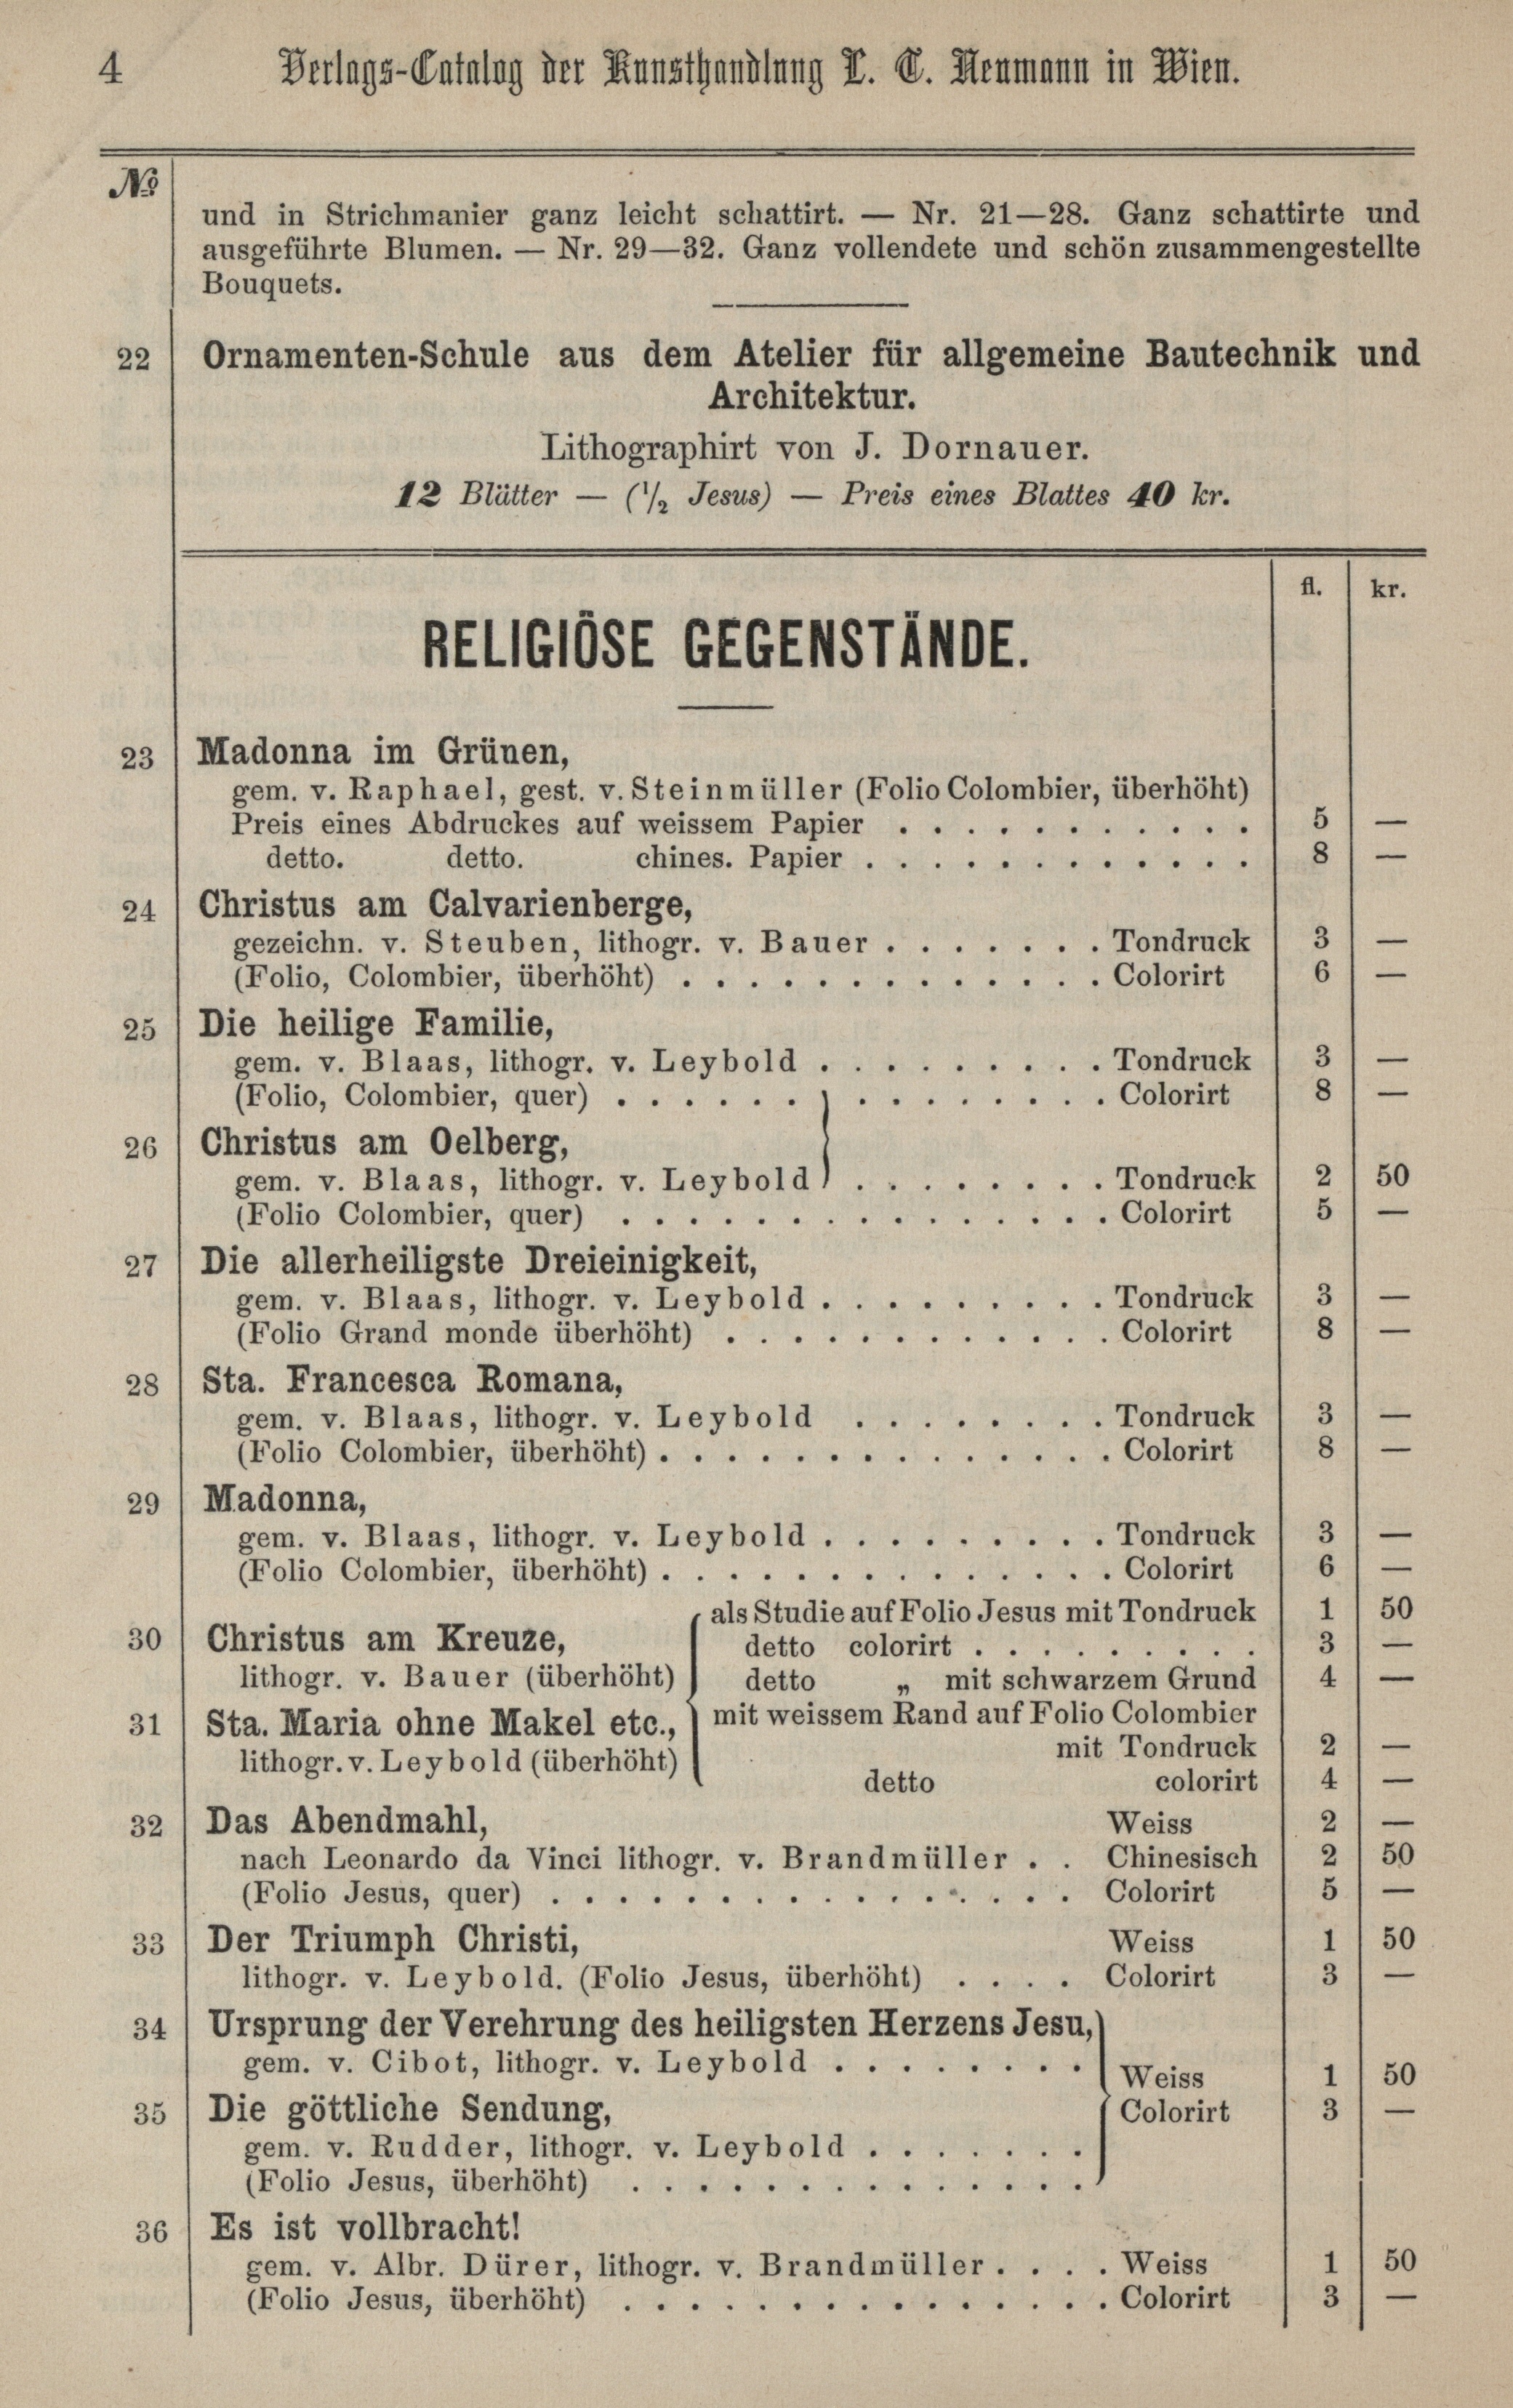 4 Verlags-Catalog der Kunsthandlung L. T. Neumann in Wien.
№
und in Strichmanier ganz leicht schattirt. — Nr. 21—28. Ganz schattirte und
ausgeführte Blumen. — Nr. 29—32. Ganz vollendete und schön zusammengestellte
Bouquets.
22 Ornamenten-Schule aus dem Atelier für allgemeine Bautechnik und
Architektur.
Lithographirt von J. Dornauer.
12 Blätter — (1/2 Jesus) — Preis eines Blattes 40 kr.
fl. kr.
RELIGIÖSE GEGENSTÄNDE.
23 Madonna im Grünen,
gem. v. Raphael, gest. v. Steinmüller (Folio Colombier, überhöht)
Preis eines Abdruckes auf weissem Papier . . . . . . . . . . . 5 —
detto. detto. chines. Papier . . . . . . . . . . . . 8 —
24 Christus am Calvarienberge,
gezeichn. v. Steuben, lithogr. v. Bauer . . . . . . . Tondruck 3 —
(Folio, Colombier, überhöht) . . . . . . . . . . . . . Colorirt 6 —
25 Die heilige Familie,
gem. v. Blaas, lithogr. v. Leybold . . . . . . . . . Tondruck 3 —
(Folio, Colombier, quer) . . . . . . . . . . . . . . Colorirt 8 —
26 Christus am Oelberg,
gem. v. Blaas, lithogr. v. Leybold . . . . . . . . Tondruck 2 50
(Folio Colombier, quer) . . . . . . . . . . . . . . . Colorirt 5 —
27 Die allerheiligste Dreieinigkeit,
gem. v. Blaas, lithogr. v. Leybold . . . . . . . . . Tondruck 3 —
(Folio Grand monde überhöht) . . . . . . . . . . . . Colorirt 8 —
28 Sta. Francesca Romana,
gem. v. Blaas, lithogr. v. Leybold . . . . . . . . Tondruck 3 —
(Folio Colombier, überhöht) . . . . . . . . . . . . . . Colorirt 8 —
29 Madonna,
gem. v. Blaas, lithogr. v. Leybold . . . . . . . . . Tondruck 3 —
(Folio Colombier, überhöht) . . . . . . . . . . . . . . Colorirt 6 —
als Studie auf Folio Jesus mit Tondruck 1 50
30 Christus am Kreuze, detto colorirt . . . . . . . . . 3 —
lithogr. v. Bauer (überhöht) detto „ mit schwarzem Grund 4 —
31 Sta. Maria ohne Makel etc., mit weissem Rand auf Folio Colombier
lithogr. v. Leybold (überhöht) mit Tondruck 2 —
detto colorirt 4 —
32 Das Abendmahl, Weiss 2 —
nach Leonardo da Vinci lithogr. v. Brandmüller . . Chinesisch 2 50
(Folio Jesus, quer) . . . . . . . . . . . . . . . . Colorirt 5 —
33 Der Triumph Christi, Weiss 1 50
lithogr. v. Leybold. (Folio Jesus, überhöht) . . . . Colorirt 3 —
34 Ursprung der Verehrung des heiligsten Herzens Jesu,
gem. v. Cibot, lithogr. v. Leybold . . . . . . . . Weiss 1 50
35 Die göttliche Sendung, Colorirt 3 —
gem. v. Rudder, lithogr. v. Leybold . . . . . . .
(Folio Jesus, überhöht) . . . . . . . . . . . . . .
36 Es ist vollbracht!
gem. v. Albr. Dürer, lithogr. v. Brandmüller . . . . Weiss 1 50
(Folio Jesus, überhöht) . . . . . . . . . . . . . . . Colorirt 3 —